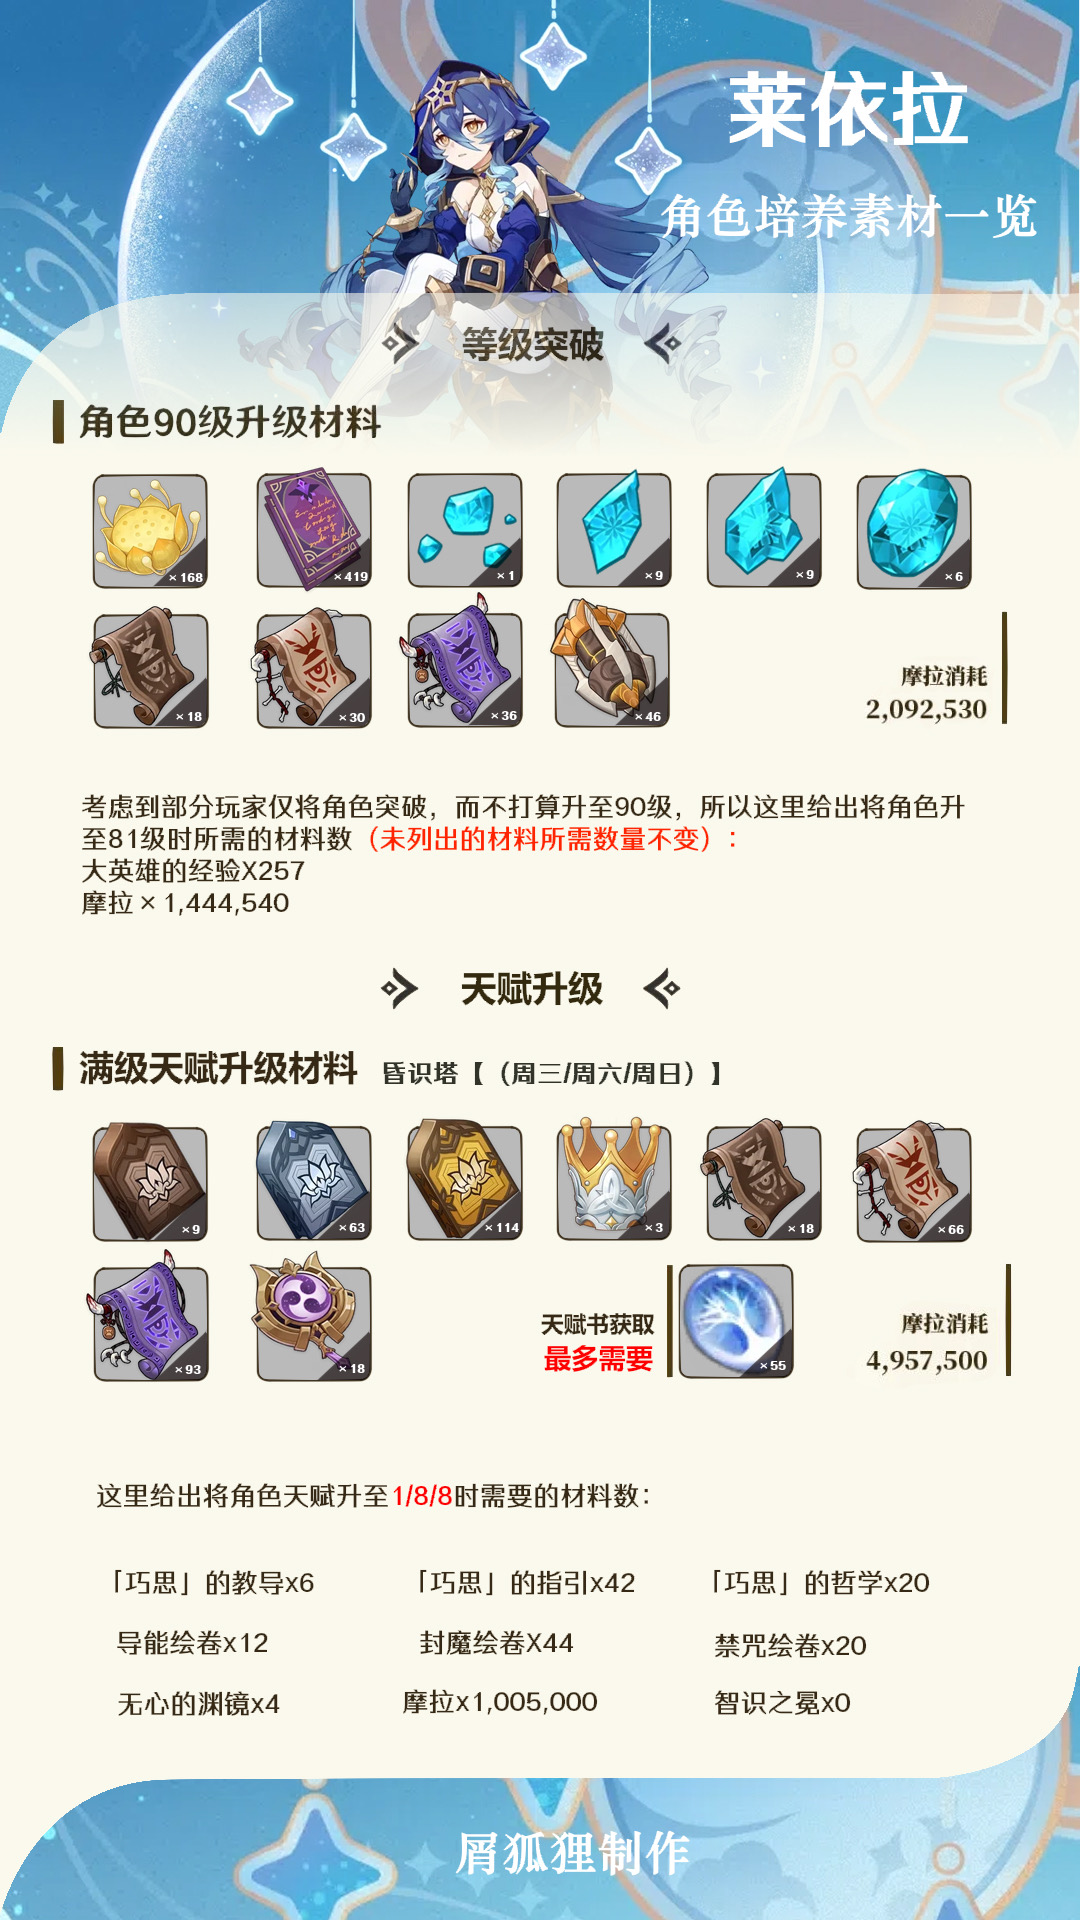 莱依拉
角色培养素材一览
等级突破
角色90级升级材料
×168
×419
×1
×9
×9
×6
×18
×30
×36
×46
摩拉消耗
2,092,530
考虑到部分玩家仅将角色突破，而不打算升至90级，所以这里给出将角色升
至81级时所需的材料数（未列出的材料所需数量不变）：
大英雄的经验X257
摩拉×1,444,540
天赋升级
满级天赋升级材料 昏识塔【（周三/周六/周日）】
×9
×63
×114
×3
×18
×66
×93
×18
天赋书获取
最多需要
×55
摩拉消耗
4,957,500
这里给出将角色天赋升至1/8/8时需要的材料数：
「巧思」的教导x6 「巧思」的指引x42 「巧思」的哲学x20
导能绘卷x12 封魔绘卷X44 禁咒绘卷x20
无心的渊镜x4 摩拉x1,005,000 智识之冕x0
屑狐狸制作